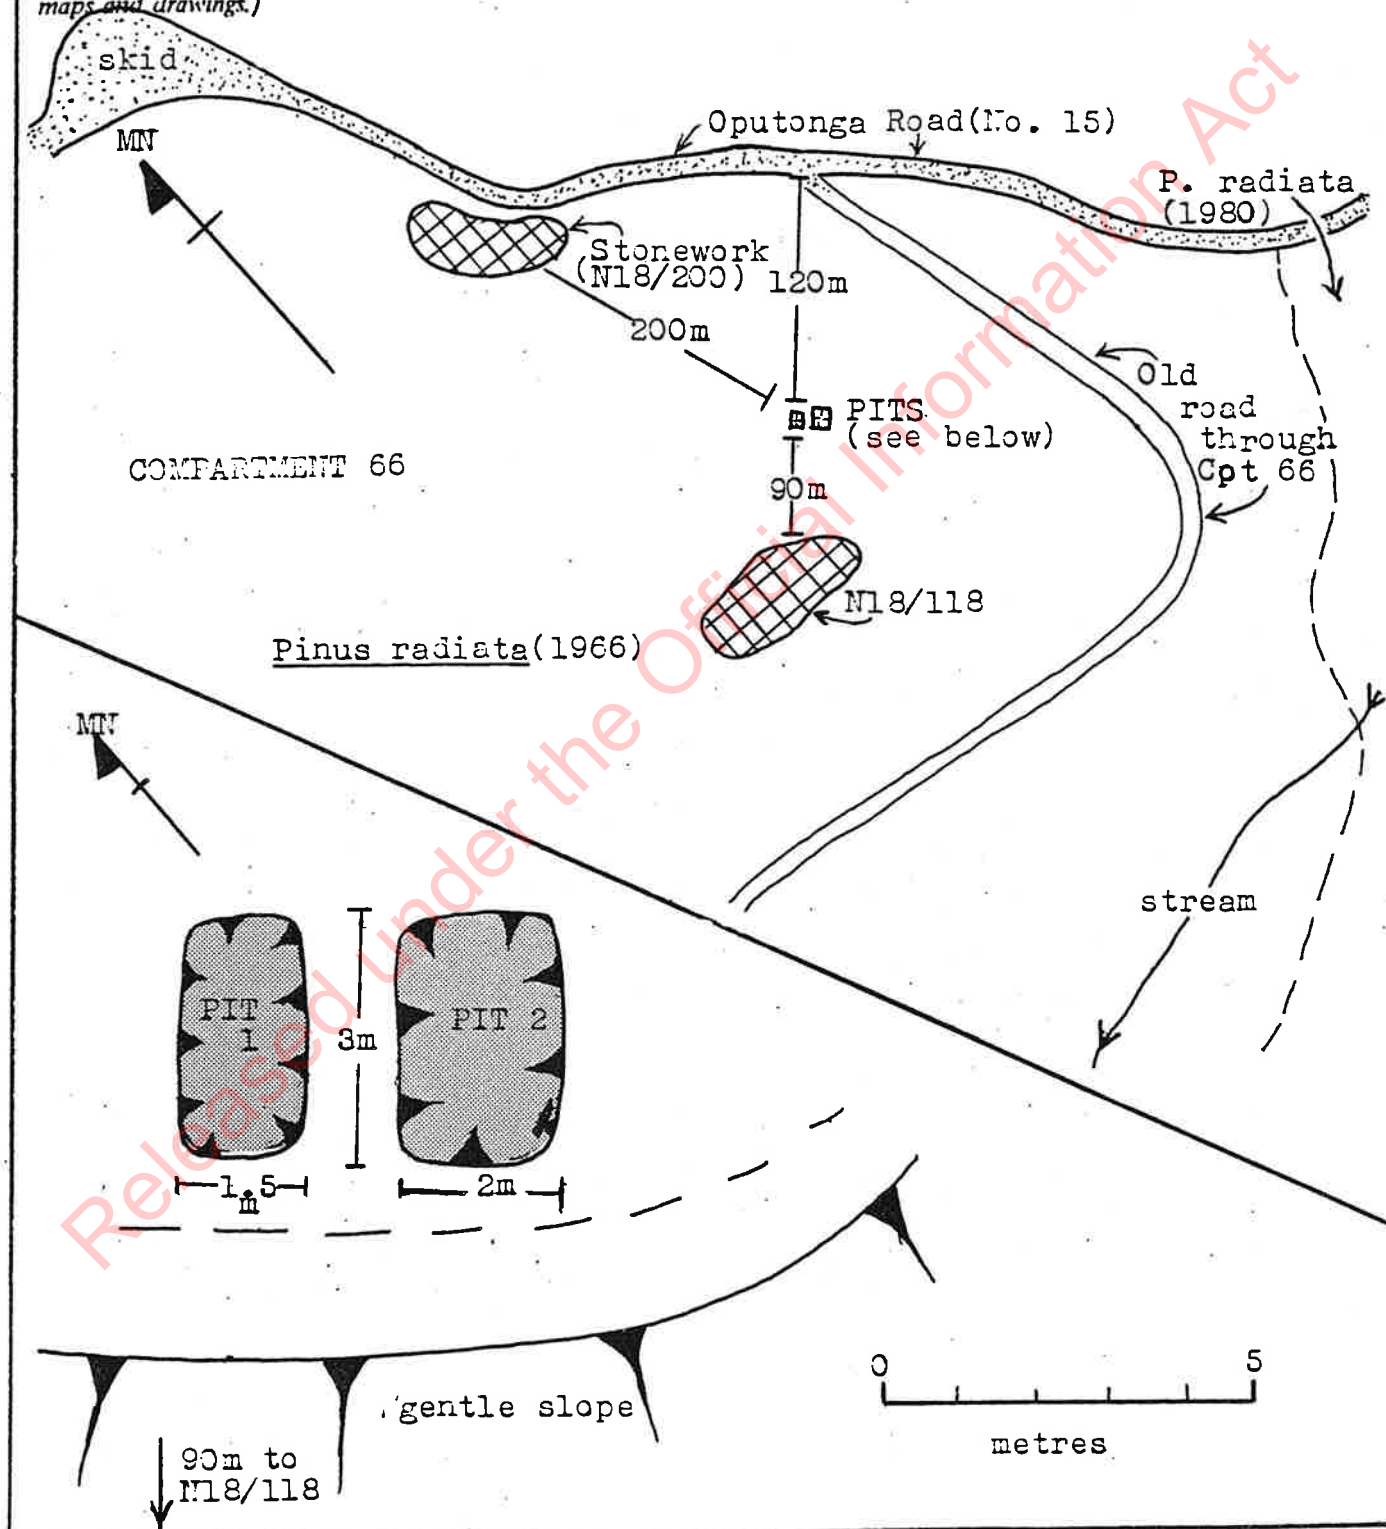 maps and drawings.)
skid
MN
Oputonga Road(No. 15)
P. radiata
(1980)
Stonework
(N18/200)
120m
200m
Old
road
through
Cpt 66
PITS
(see below)
COMPARTMENT 66
90m
N18/118
Pinus radiata(1966)
MN
stream
PIT
1
3m
PIT 2
1.5
m
2m
gentle slope
0 5
metres
90m to
N18/118
Released under the Official Information Act